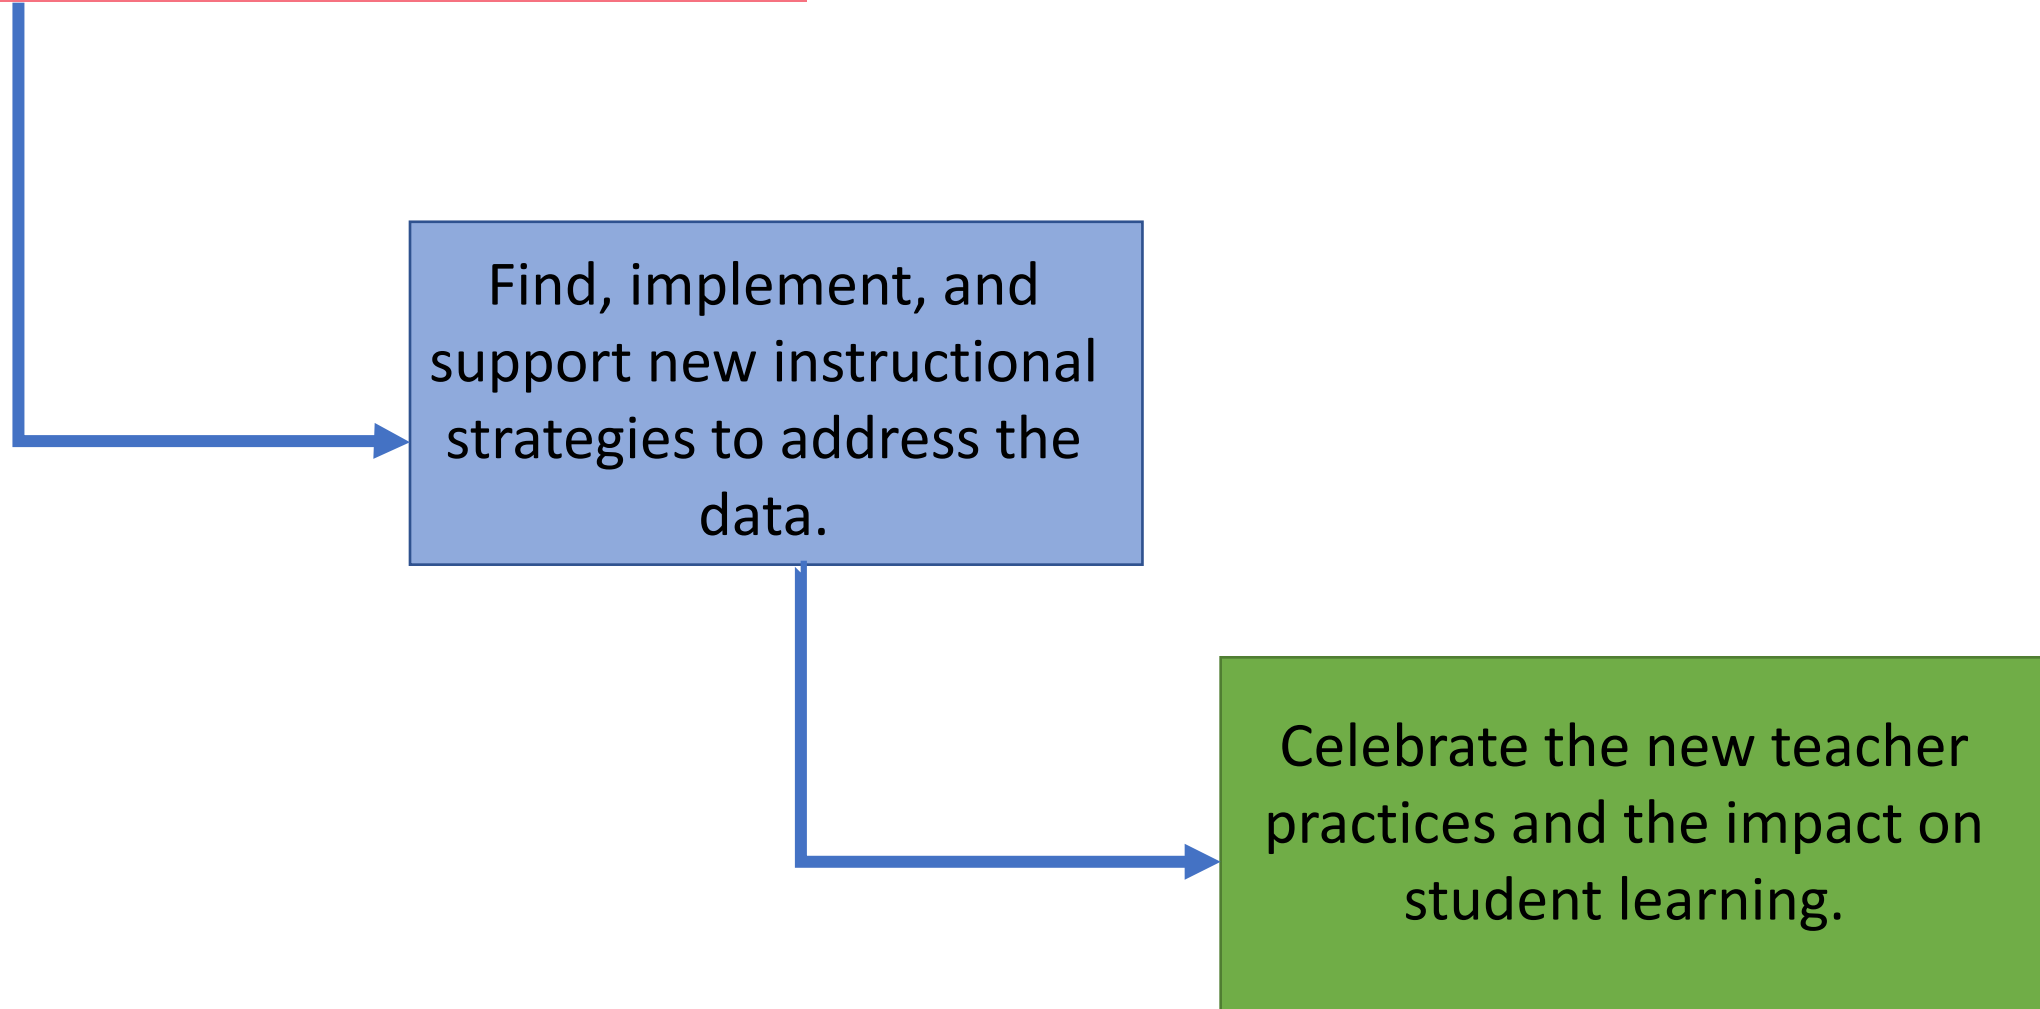 Find, implement, and
support new instructional
strategies to address the
data.
Celebrate the new teacher
practices and the impact on
student learning.